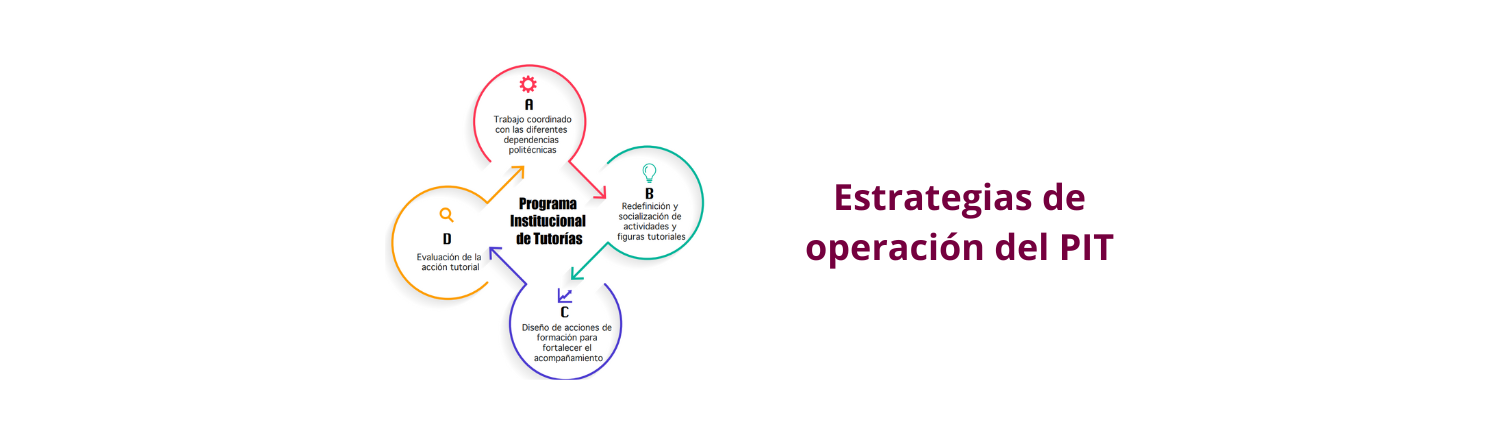 A
Trabajo coordinado
con las diferentes
dependencias
politécnicas
B
Redefinición y
socialización de
actividades y
figuras tutoriales
Programa
Institucional
de Tutorías
D
Evaluación de la
acción tutorial
C
Diseño de acciones de
formación para
fortalecer el
acompañamiento
Estrategias de
operación del PIT